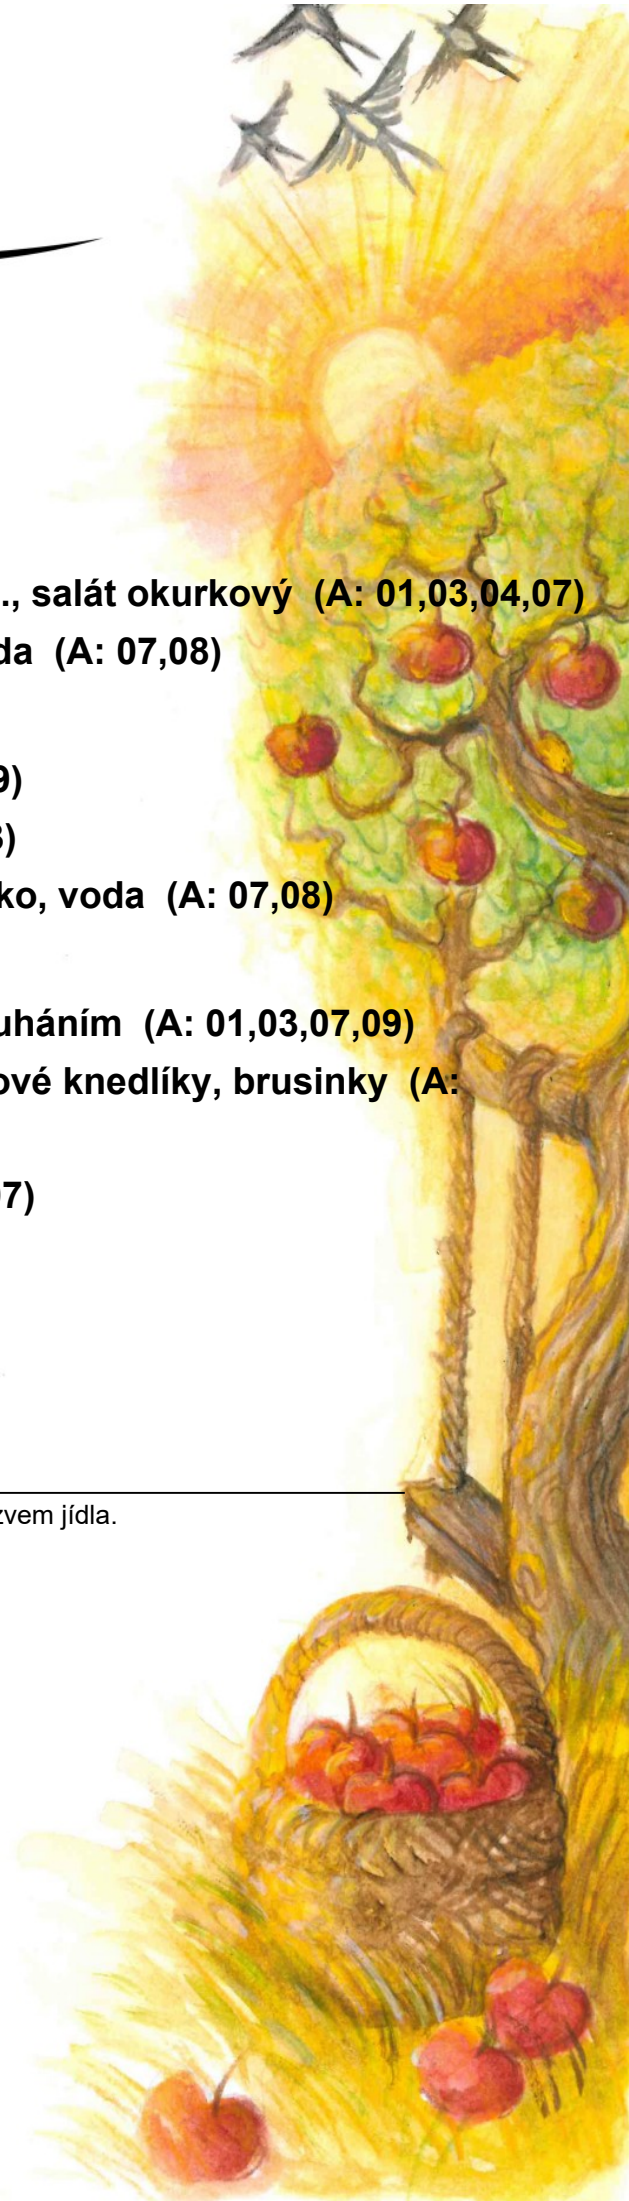 ., salát okurkový (A: 01,03,04,07)
da (A: 07,08)
9)
3)
ko, voda (A: 07,08)
uháním (A: 01,03,07,09)
ové knedlíky, brusinky (A:
07)
zvem jídla.